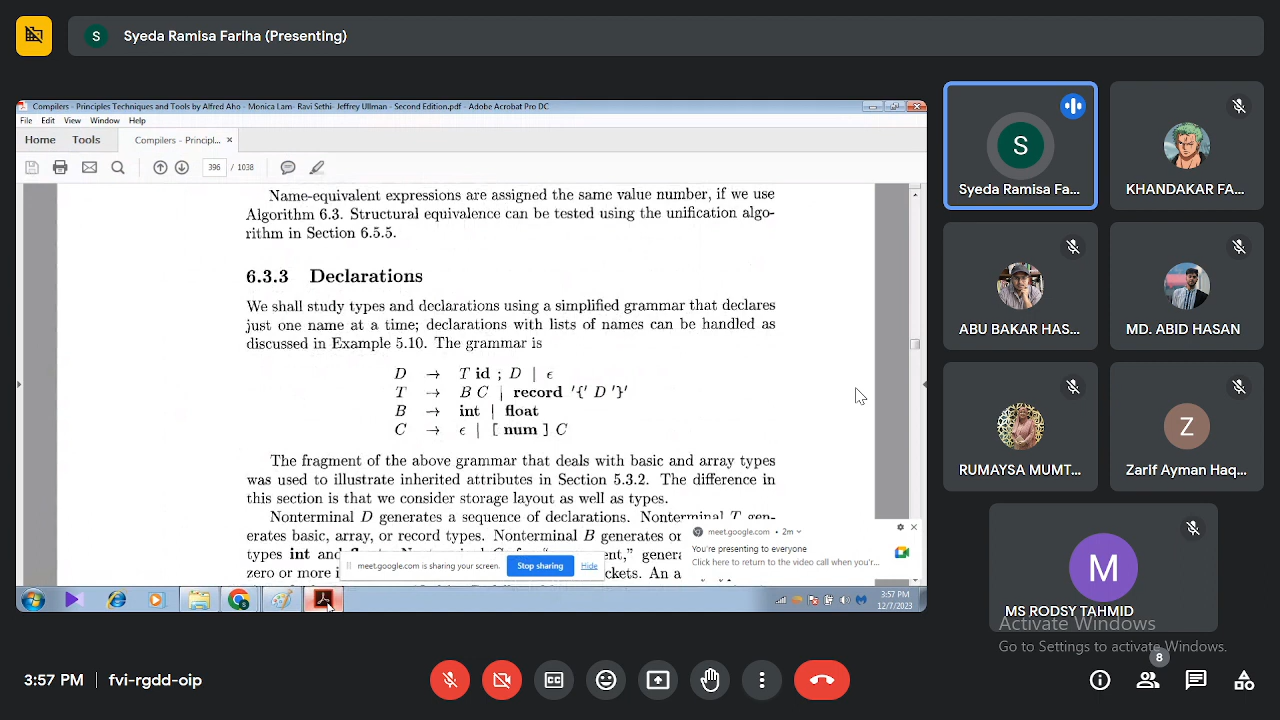 S Syeda Ramisa Fariha (Presenting)
Compilers - Principles Techniques and Tools by Alfred Aho - Monica Lam- Ravi Sethi- Jeffrey Ullman - Second Edition.pdf - Adobe Acrobat Pro DC
File Edit View Window Help
Home Tools Compilers - Principl... ×
396 / 1038
Name-equivalent expressions are assigned the same value number, if we use
Algorithm 6.3. Structural equivalence can be tested using the unification algo-
rithm in Section 6.5.5.
6.3.3 Declarations
We shall study types and declarations using a simplified grammar that declares
just one name at a time; declarations with lists of names can be handled as
discussed in Example 5.10. The grammar is
D → T id ; D | ϵ
T → B C | record '{' D '}'
B → int | float
C → ϵ | [ num ] C
The fragment of the above grammar that deals with basic and array types
was used to illustrate inherited attributes in Section 5.3.2. The difference in
this section is that we consider storage layout as well as types.
Nonterminal D generates a sequence of declarations. Nonterminal T gen-
erates basic, array, or record types. Nonterminal B generates or
types int and
zero or more i
meet.google.com is sharing your screen. Stop sharing Hide
ckets. An a
meet.google.com • 2m
You're presenting to everyone
Click here to return to the video call when you'r...
3:57 PM
12/7/2023
S
Syeda Ramisa Fa...
KHANDAKAR FA...
ABU BAKAR HAS...
MD. ABID HASAN
RUMAYSA MUMT...
Z
Zarif Ayman Haq...
M
MS RODSY TAHMID
Activate Windows
Go to Settings to activate Windows.
3:57 PM | fvi-rgdd-oip
8